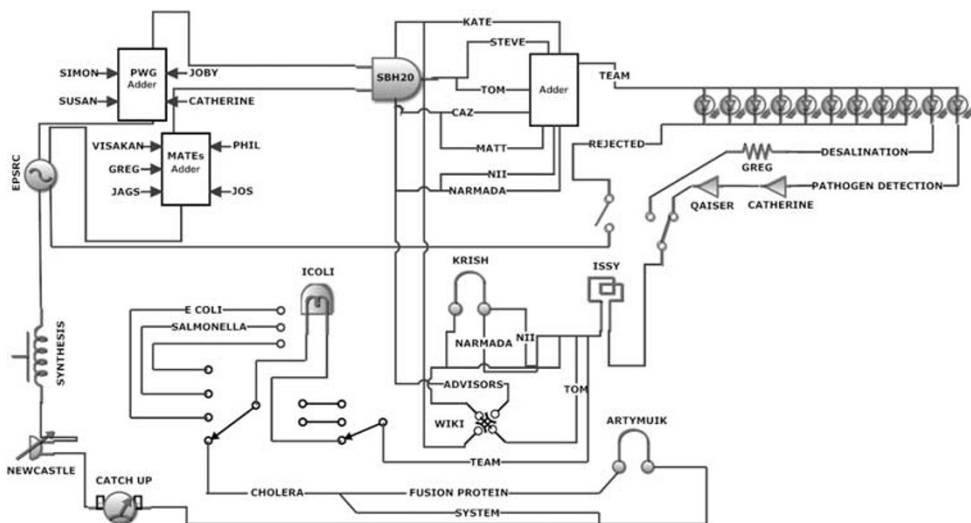 KATE
STEVE
SIMON
PWG
Adder
JOBY
SBH20
TEAM
SUSAN
CATHERINE
TOM
Adder
CAZ
VISAKAN
MATEs
Adder
PHIL
MATT
REJECTED
DESALINATION
GREG
GREG
EPSRC
NII
JAGS
JOS
NARMADA
PATHOGEN DETECTION
QAISER
CATHERINE
KRISH
ISSY
ICOLI
E COLI
SALMONELLA
NII
NARMADA
SYNTHESIS
ADVISORS
TOM
WIKI
ARTYMUIK
TEAM
NEWCASTLE
CATCH UP
CHOLERA
FUSION PROTEIN
SYSTEM